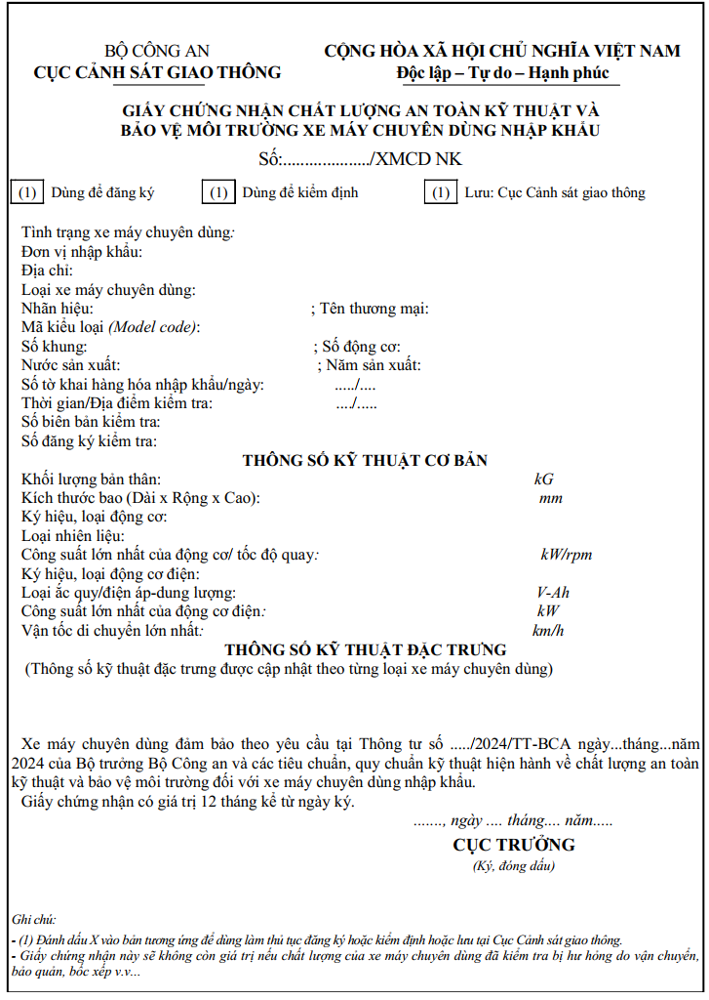 BỘ CÔNG AN
CỤC CẢNH SÁT GIAO THÔNG
CỘNG HÒA XÃ HỘI CHỦ NGHĨA VIỆT NAM
Độc lập – Tự do – Hạnh phúc
GIẤY CHỨNG NHẬN CHẤT LƯỢNG AN TOÀN KỸ THUẬT VÀ
BẢO VỆ MÔI TRƯỜNG XE MÁY CHUYÊN DÙNG NHẬP KHẨU
Số:..................../XMCD NK
(1) Dùng để đăng ký (1) Dùng để kiểm định (1) Lưu: Cục Cảnh sát giao thông
Tình trạng xe máy chuyên dùng:
Đơn vị nhập khẩu:
Địa chỉ:
Loại xe máy chuyên dùng:
Nhãn hiệu: ; Tên thương mại:
Mã kiểu loại (Model code):
Số khung: ; Số động cơ:
Nước sản xuất: ; Năm sản xuất:
Số tờ khai hàng hóa nhập khẩu/ngày: ...../....
Thời gian/Địa điểm kiểm tra: ..../.....
Số biên bản kiểm tra:
Số đăng ký kiểm tra:
THÔNG SỐ KỸ THUẬT CƠ BẢN
Khối lượng bản thân: kG
Kích thước bao (Dài x Rộng x Cao): mm
Ký hiệu, loại động cơ:
Loại nhiên liệu:
Công suất lớn nhất của động cơ/ tốc độ quay: kW/rpm
Ký hiệu, loại động cơ điện:
Loại ắc quy/điện áp-dung lượng: V-Ah
Công suất lớn nhất của động cơ điện: kW
Vận tốc di chuyển lớn nhất: km/h
THÔNG SỐ KỸ THUẬT ĐẶC TRƯNG
(Thông số kỹ thuật đặc trưng được cập nhật theo từng loại xe máy chuyên dùng)
Xe máy chuyên dùng đảm bảo theo yêu cầu tại Thông tư số ...../2024/TT-BCA ngày...tháng...năm
2024 của Bộ trưởng Bộ Công an và các tiêu chuẩn, quy chuẩn kỹ thuật hiện hành về chất lượng an toàn
kỹ thuật và bảo vệ môi trường đối với xe máy chuyên dùng nhập khẩu.
Giấy chứng nhận có giá trị 12 tháng kể từ ngày ký.
......., ngày .... tháng.... năm.....
CỤC TRƯỞNG
(Ký, đóng dấu)
Ghi chú:
- (1) Đánh dấu X vào bản tương ứng để dùng làm thủ tục đăng ký hoặc kiểm định hoặc lưu tại Cục Cảnh sát giao thông.
- Giấy chứng nhận này sẽ không còn giá trị nếu chất lượng của xe máy chuyên dùng đã kiểm tra bị hư hỏng do vận chuyển,
bảo quản, bốc xếp v.v...